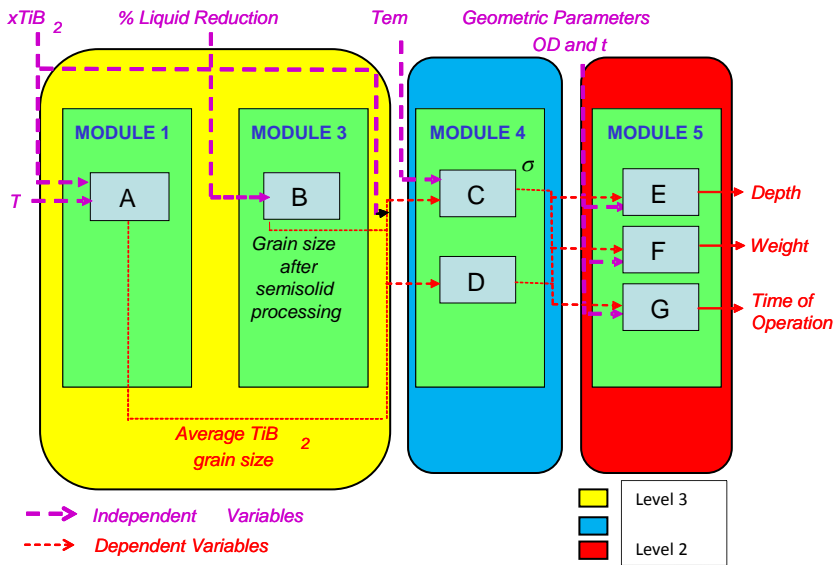 xTiB 2
% Liquid Reduction
Tem
Geometric Parameters
OD and t
MODULE 1
MODULE 3
MODULE 4
MODULE 5
σ
T
A
B
C
D
E
F
G
Depth
Weight
Time of
Operation
Grain size
after
semisolid
processing
Average TiB 2
grain size
Independent Variables
Dependent Variables
Level 3
Level 2